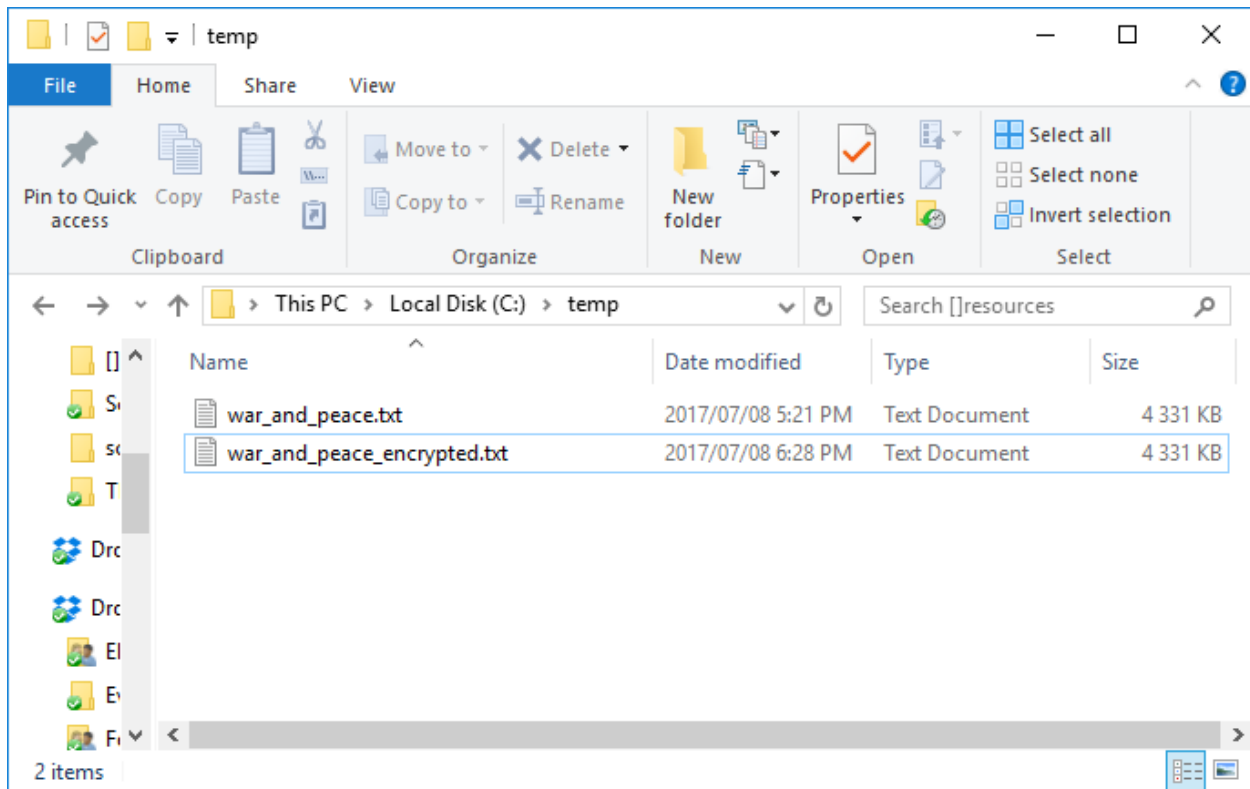 temp
File Home Share View
Pin to Quick access Copy Paste
Move to Delete
Copy to Rename
New folder
Properties
Select all
Select none
Invert selection
Clipboard Organize New Open Select
This PC > Local Disk (C:) > temp Search []resources
[] Name Date modified Type Size
war_and_peace.txt 2017/07/08 5:21 PM Text Document 4 331 KB
war_and_peace_encrypted.txt 2017/07/08 6:28 PM Text Document 4 331 KB
T
Dro
Dro
2 items